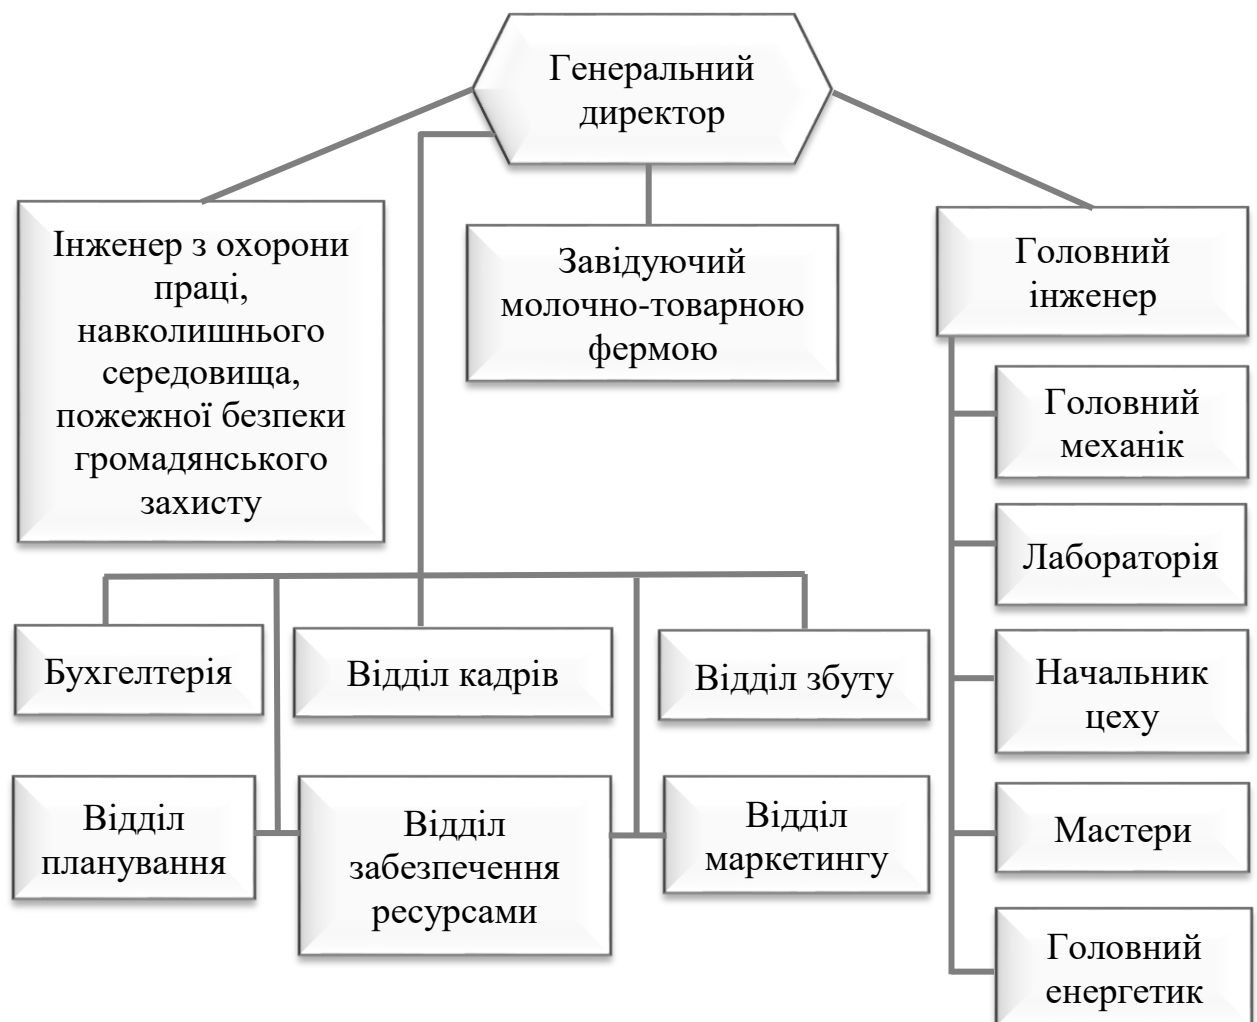 Генеральний
директор
Інженер з охорони
праці,
навколишнього
середовища,
пожежної безпеки
громадянського
захисту
Завідуючий
молочно-товарною
фермою
Головний
інженер
Головний
механік
Лабораторія
Начальник
цеху
Мастери
Головний
енергетик
Бухгелтерія
Відділ кадрів
Відділ збуту
Відділ
планування
Відділ
забезпечення
ресурсами
Відділ
маркетингу